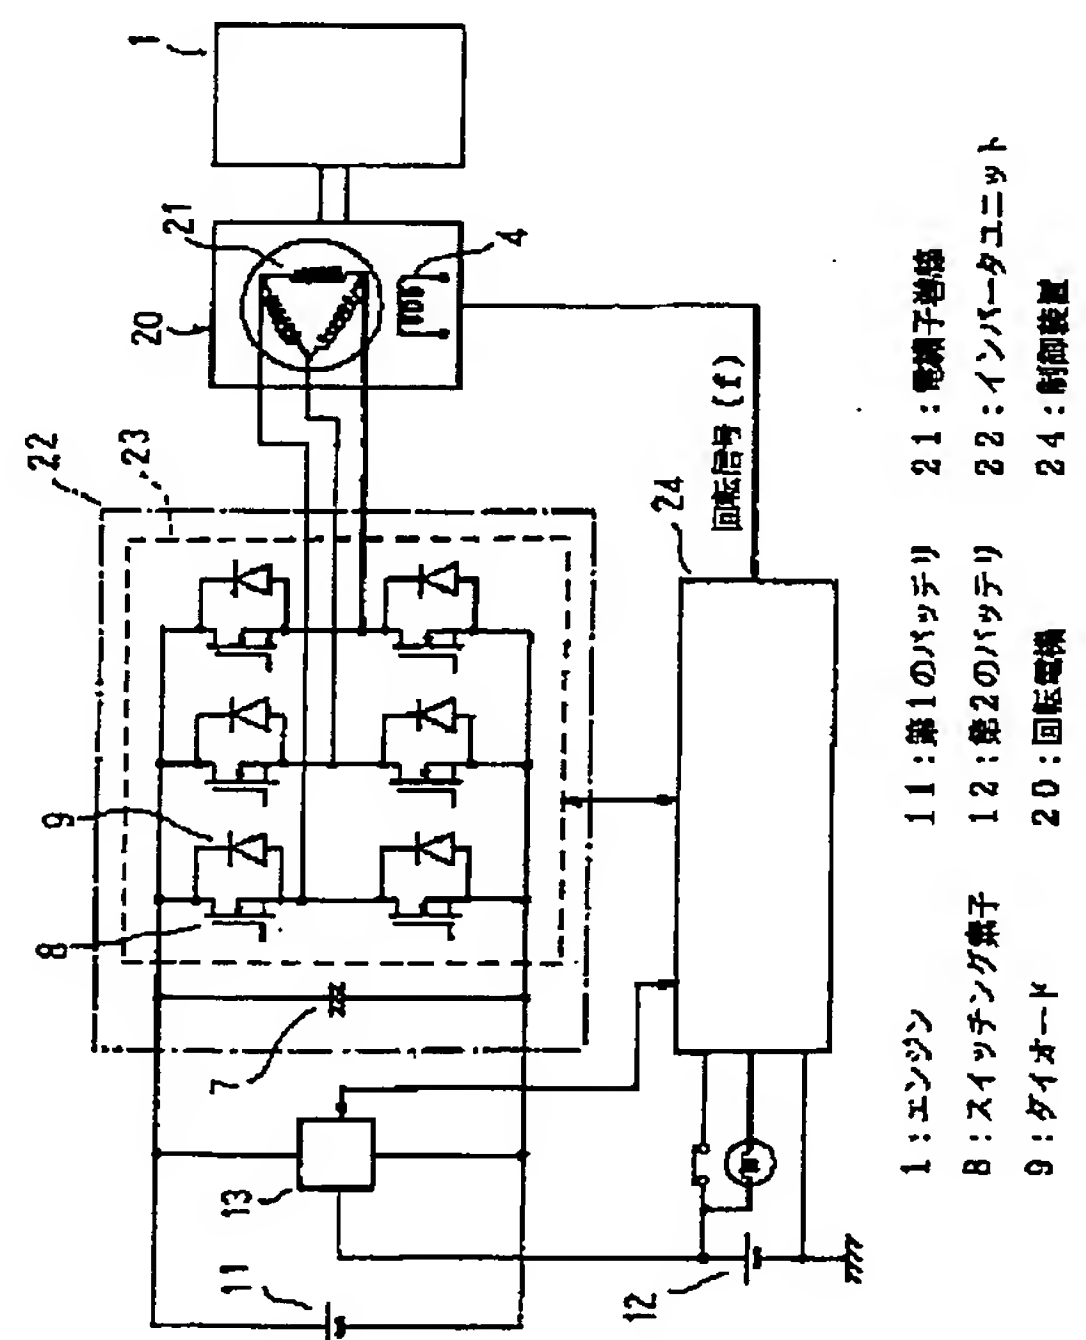 1
20
21
4
22
23
回転信号 (f)
24
9
8
7
13
11
12
1：エンジン
8：スイッチング素子
9：ダイオード
11：第1のバッテリ
12：第2のバッテリ
20：回転電機
21：電機子巻線
22：インバータユニット
24：制御装置